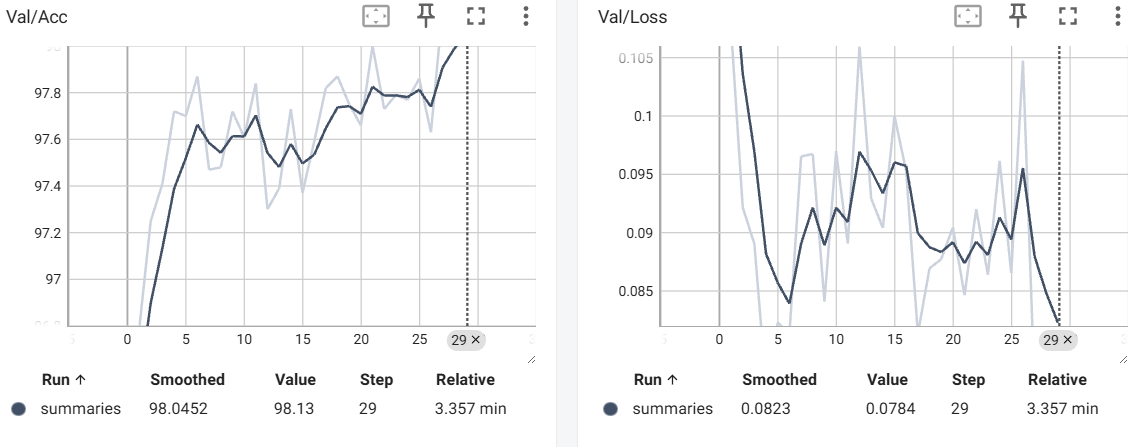 Val/Acc
98
97.8
97.6
97.4
97.2
97
96.8
0 5 10 15 20 25 29 ×
Run ↑ Smoothed Value Step Relative
summaries 98.0452 98.13 29 3.357 min
Val/Loss
0.105
0.1
0.095
0.09
0.085
0 5 10 15 20 25 29 ×
Run ↑ Smoothed Value Step Relative
summaries 0.0823 0.0784 29 3.357 min